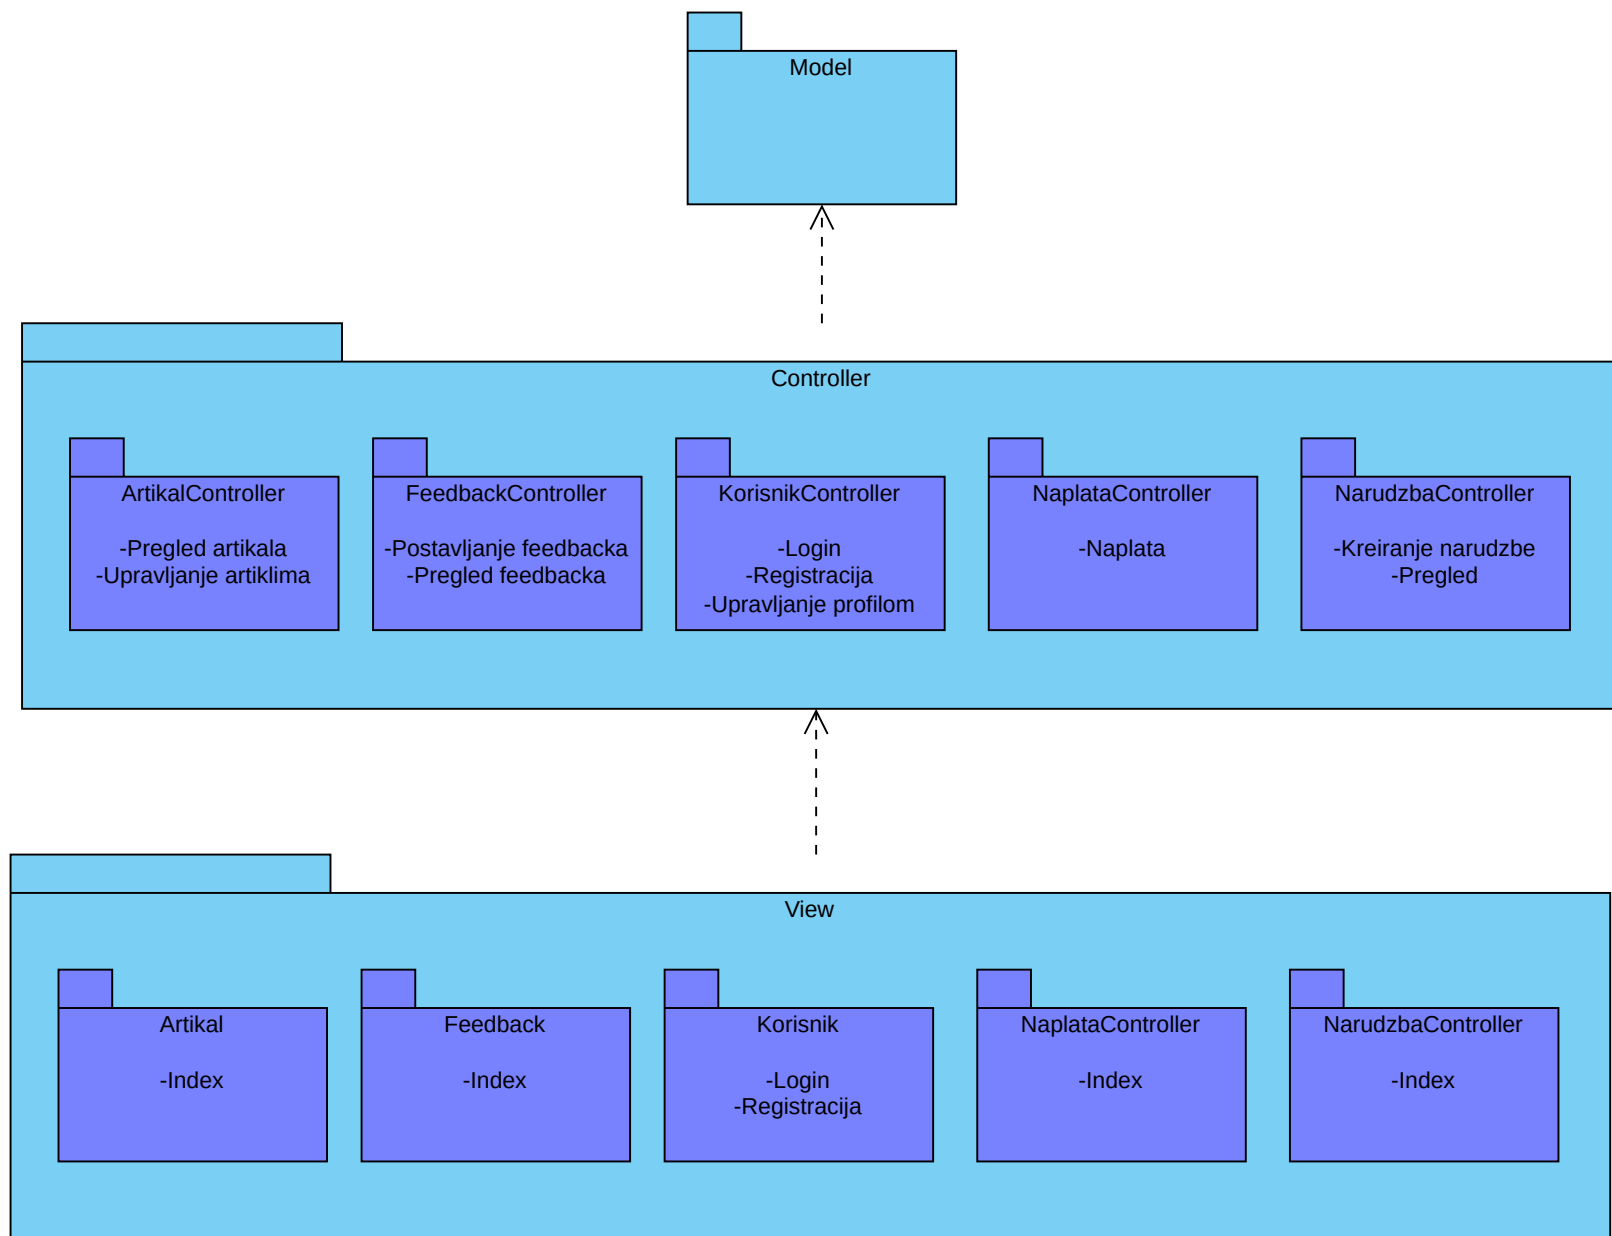 Model
Controller
ArtikalController
-Pregled artikala
-Upravljanje artiklima
FeedbackController
-Postavljanje feedbacka
-Pregled feedbacka
KorisnikController
-Login
-Registracija
-Upravljanje profilom
NaplataController
-Naplata
NarudzbaController
-Kreiranje narudzbe
-Pregled
View
Artikal
-Index
Feedback
-Index
Korisnik
-Login
-Registracija
NaplataController
-Index
NarudzbaController
-Index